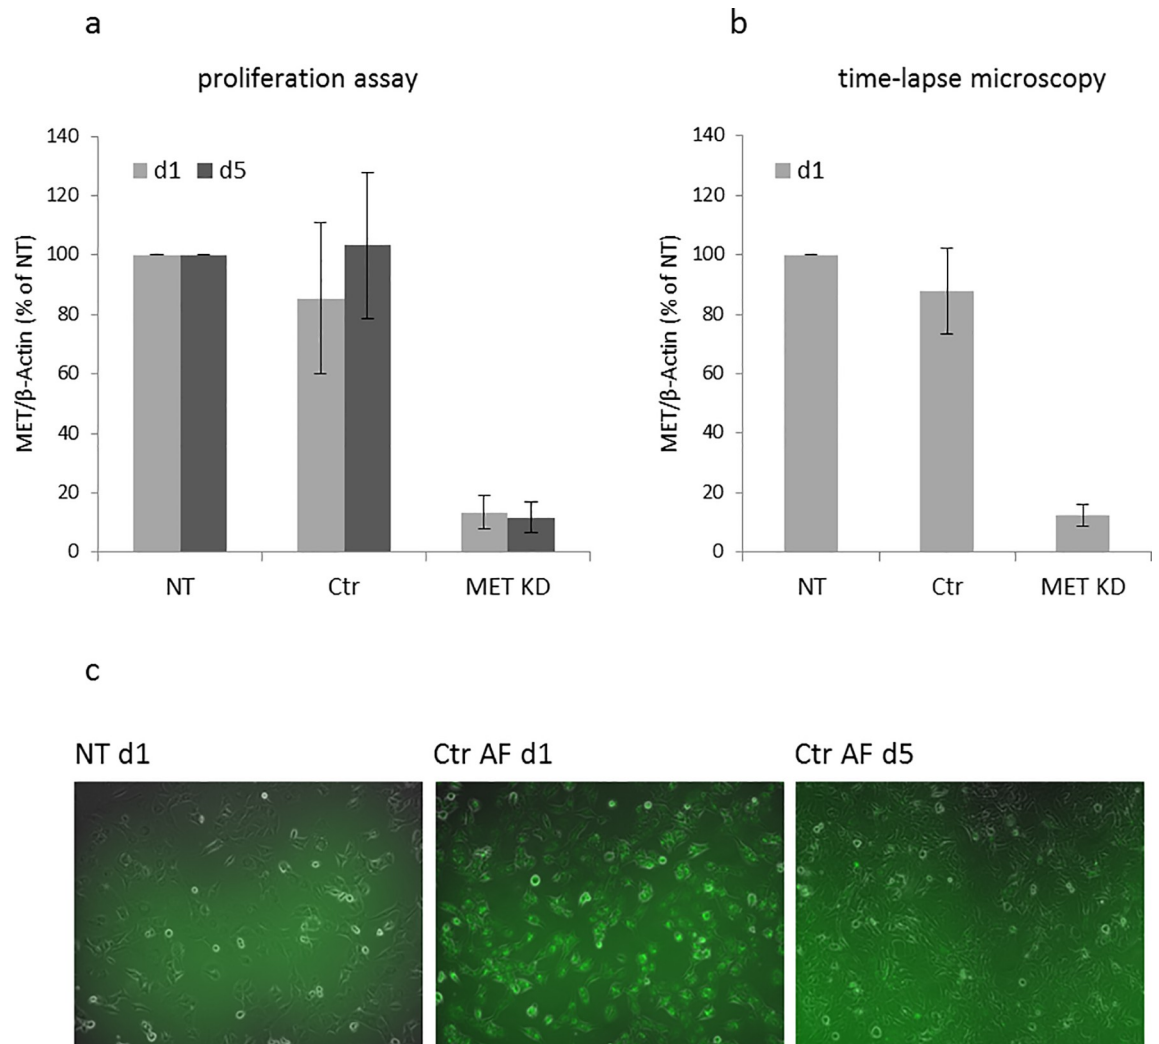 a
proliferation assay
MET/β-Actin (% of NT)
140
120
100
80
60
40
20
0
d1 d5
NT Ctr MET KD
b
time-lapse microscopy
MET/β-Actin (% of NT)
140
120
100
80
60
40
20
0
d1
NT Ctr MET KD
c
NT d1
Ctr AF d1
Ctr AF d5